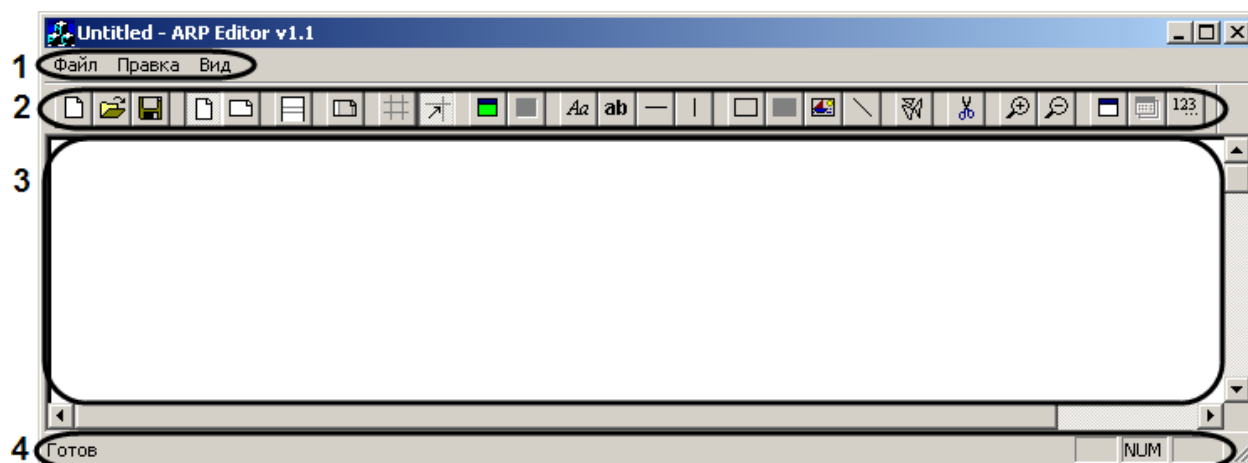 Untitled - ARP Editor v1.1
1 Файл Правка Вид
2 Aa ab 123
3
4 Готов NUM